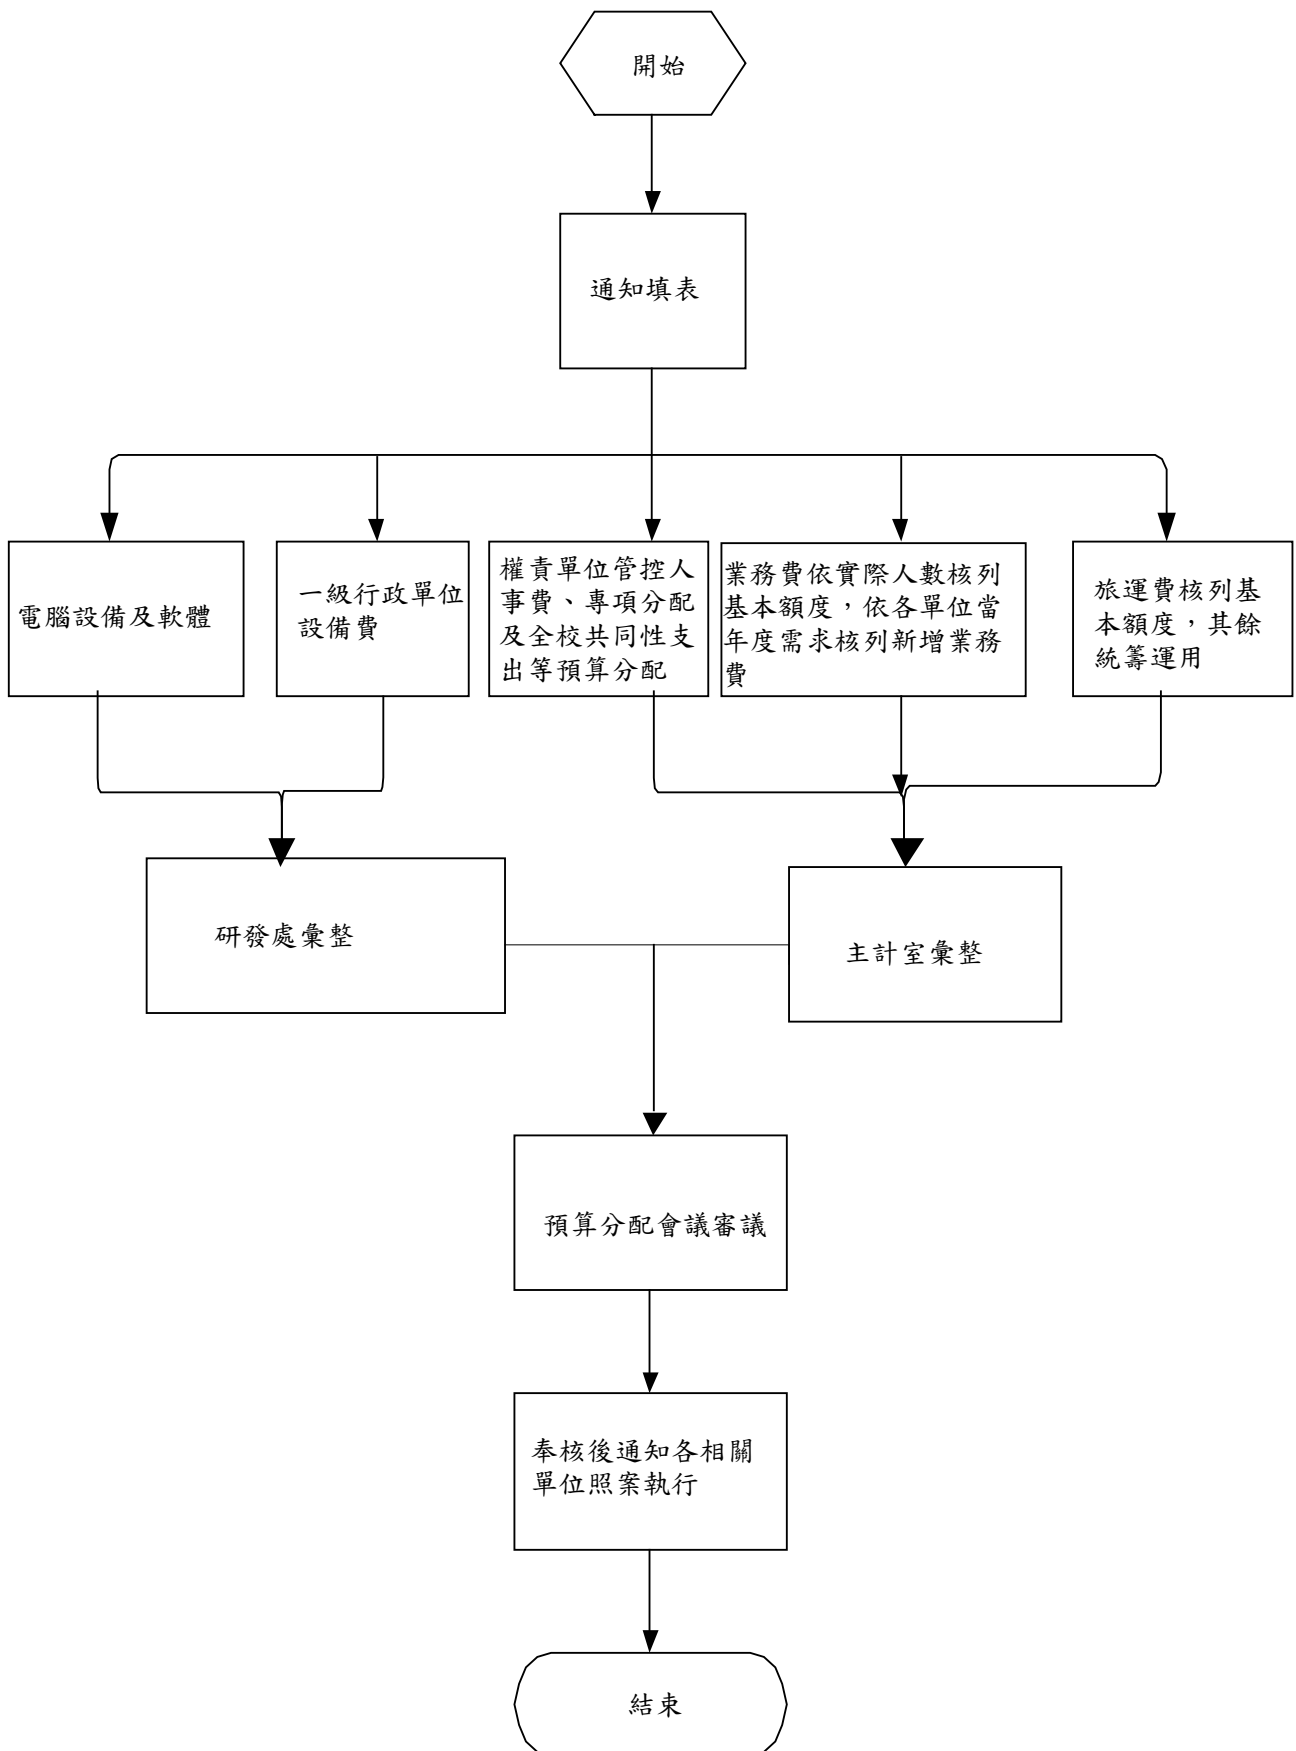 開始
通知填表
電腦設備及軟體
一級行政單位
設備費
權責單位管控人
事費、專項分配
及全校共同性支
出等預算分配
業務費依實際人數核列
基本額度，依各單位當
年度需求核列新增業務
費
旅運費核列基
本額度，其餘
統籌運用
研發處彙整
主計室彙整
預算分配會議審議
奉核後通知各相關
單位照案執行
結束